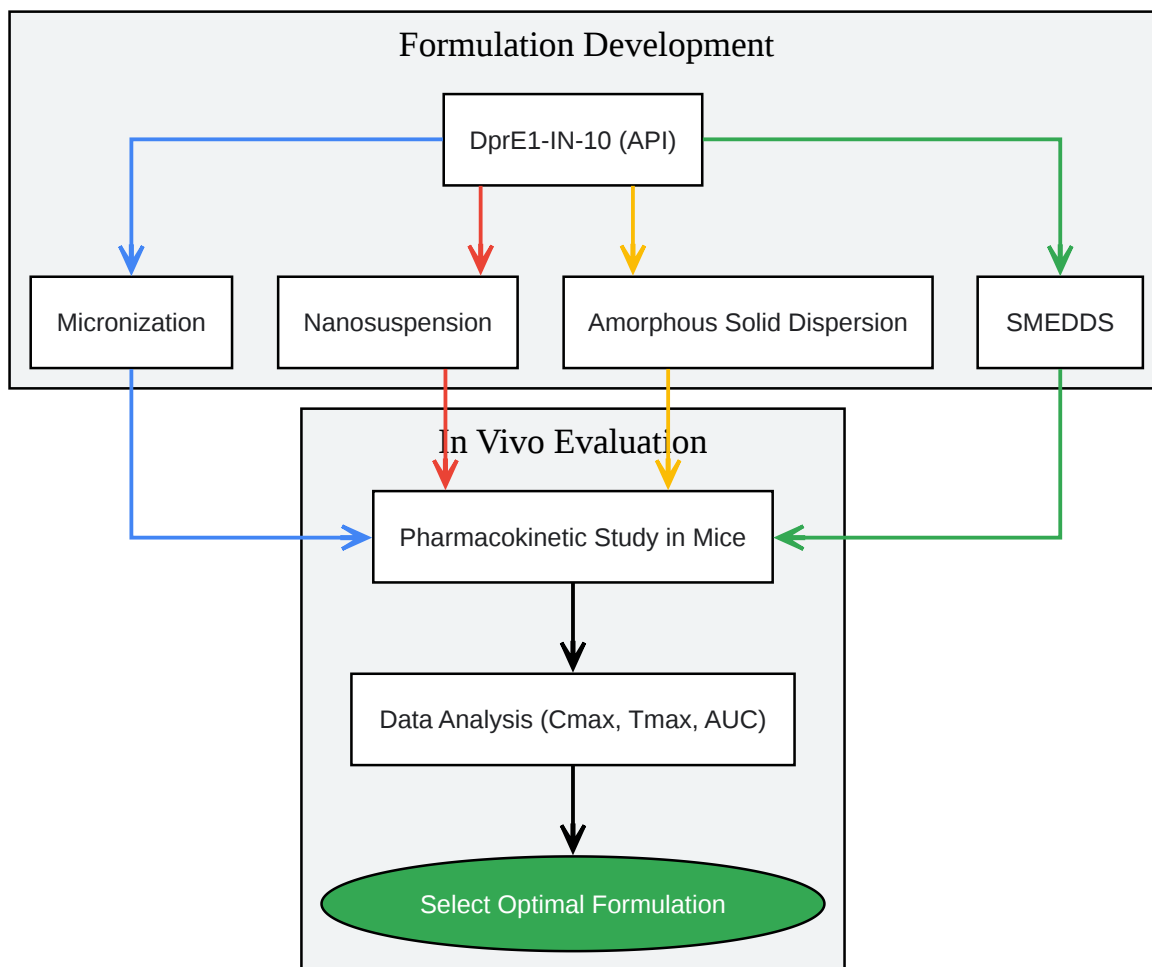 Formulation Development
DprE1-IN-10 (API)
Micronization
Nanosuspension
Amorphous Solid Dispersion
SMEDDS
In Vivo Evaluation
Pharmacokinetic Study in Mice
Data Analysis (Cmax, Tmax, AUC)
Select Optimal Formulation